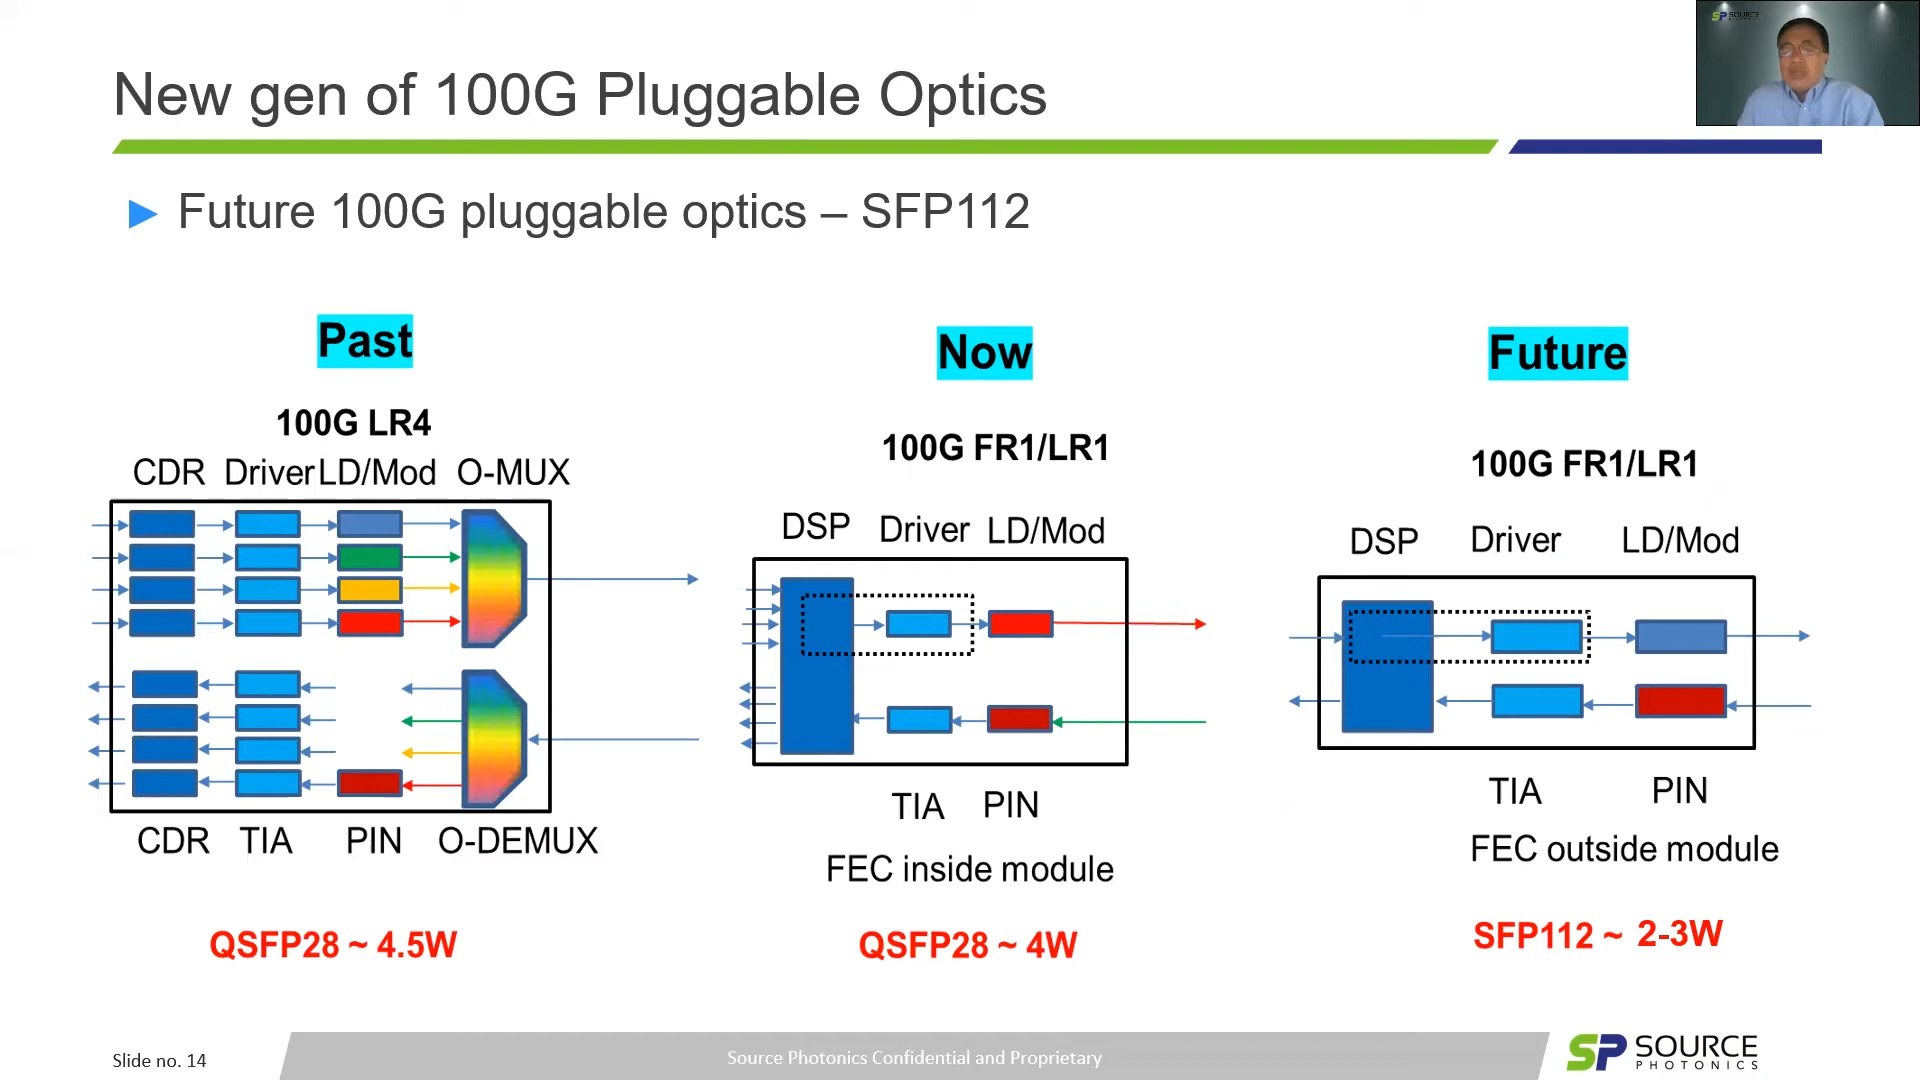 New gen of 100G Pluggable Optics
SP SOURCE
Future 100G pluggable optics – SFP112
Past
Now
Future
100G LR4
100G FR1/LR1
100G FR1/LR1
CDR Driver LD/Mod O-MUX
DSP Driver LD/Mod
DSP Driver LD/Mod
CDR TIA PIN O-DEMUX
TIA PIN
TIA PIN
FEC inside module
FEC outside module
QSFP28 ~ 4.5W
QSFP28 ~ 4W
SFP112 ~ 2-3W
Slide no. 14
Source Photonics Confidential and Proprietary
SP SOURCE
PHOTONICS